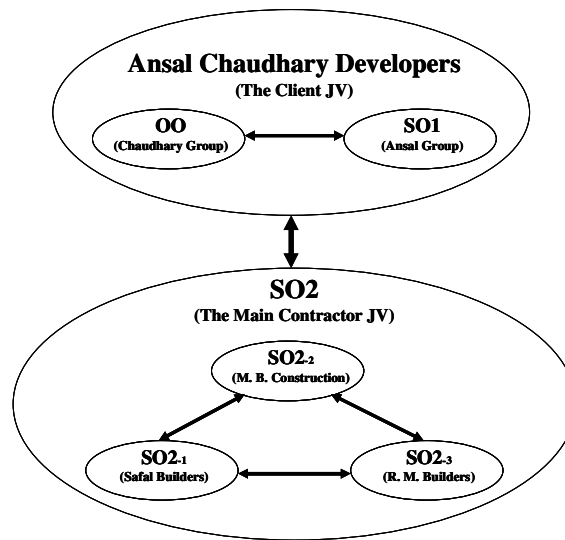 Ansal Chaudhary Developers
(The Client JV)
OO
(Chaudhary Group)
SO1
(Ansal Group)
SO2
(The Main Contractor JV)
SO2-2
(M. B. Construction)
SO2-1
(Safal Builders)
SO2-3
(R. M. Builders)